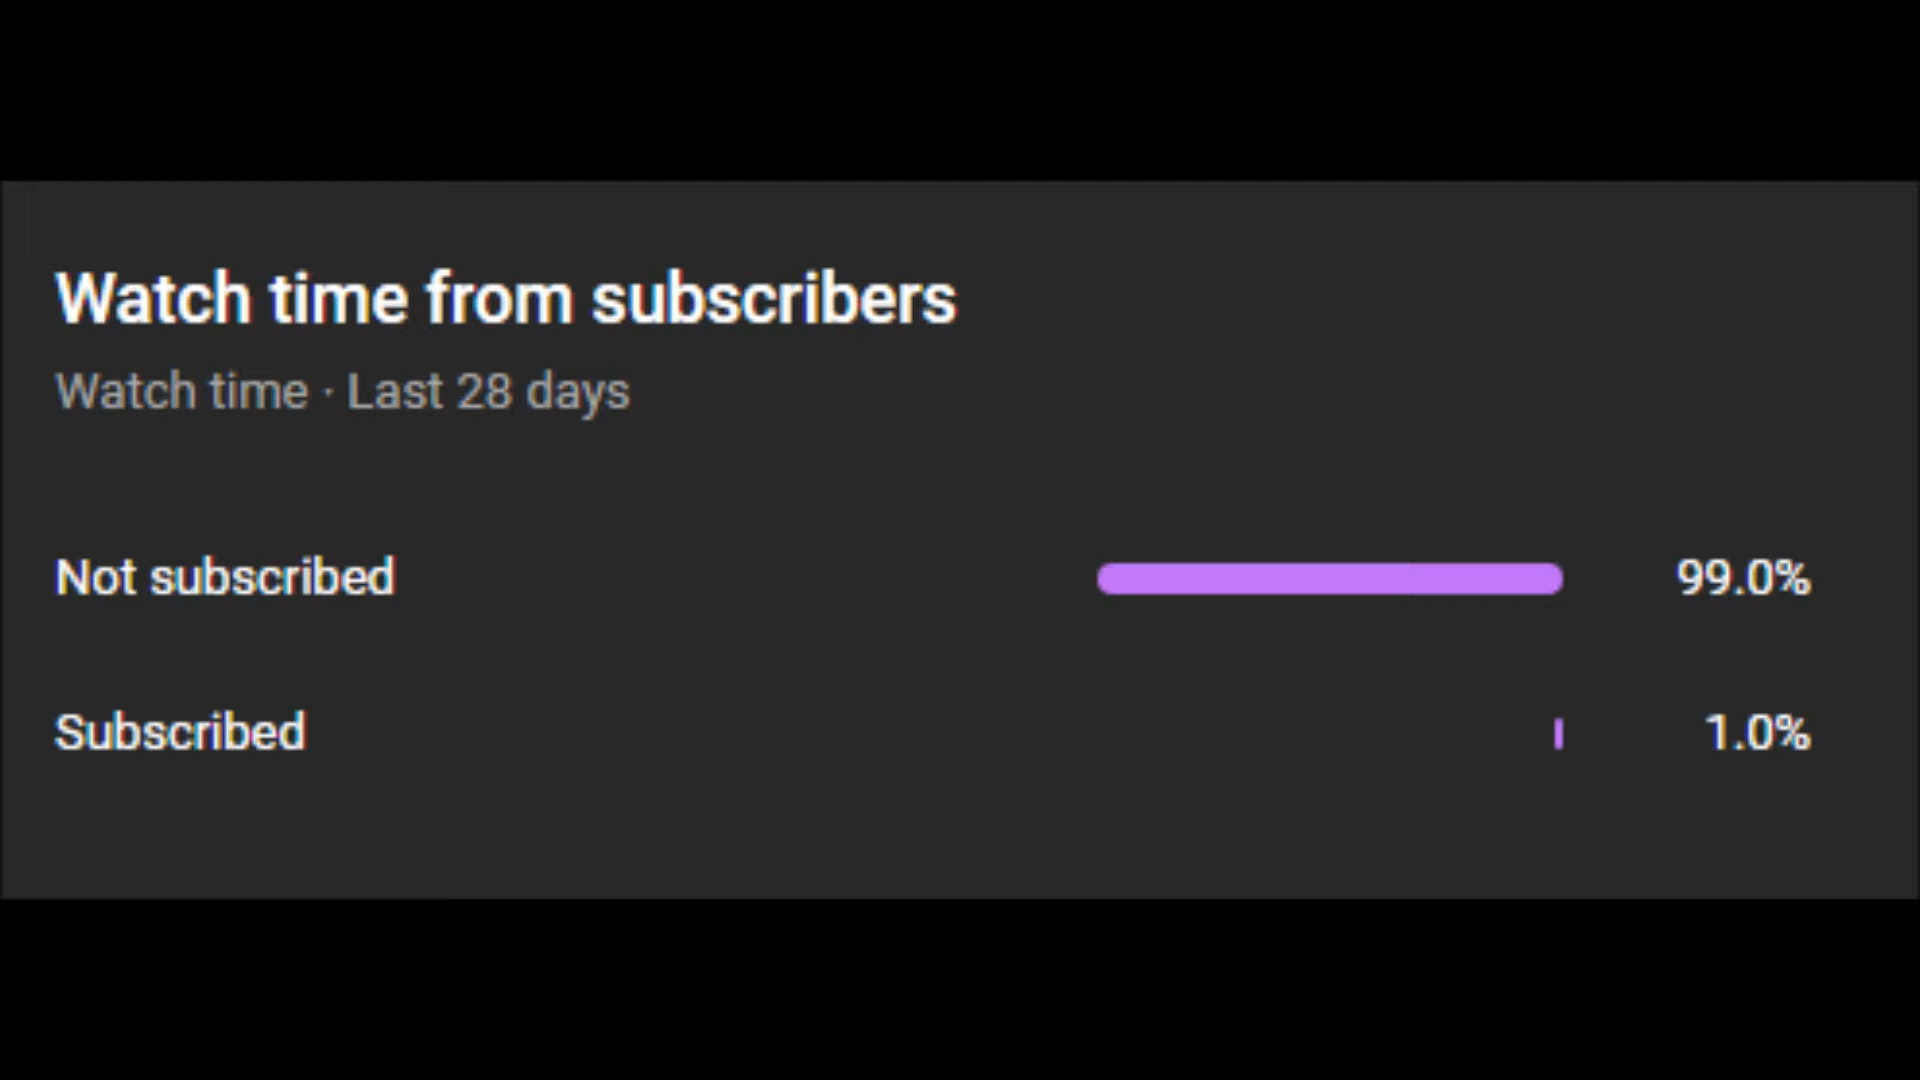 Watch time from subscribers
Watch time · Last 28 days
Not subscribed 99.0%
Subscribed 1.0%